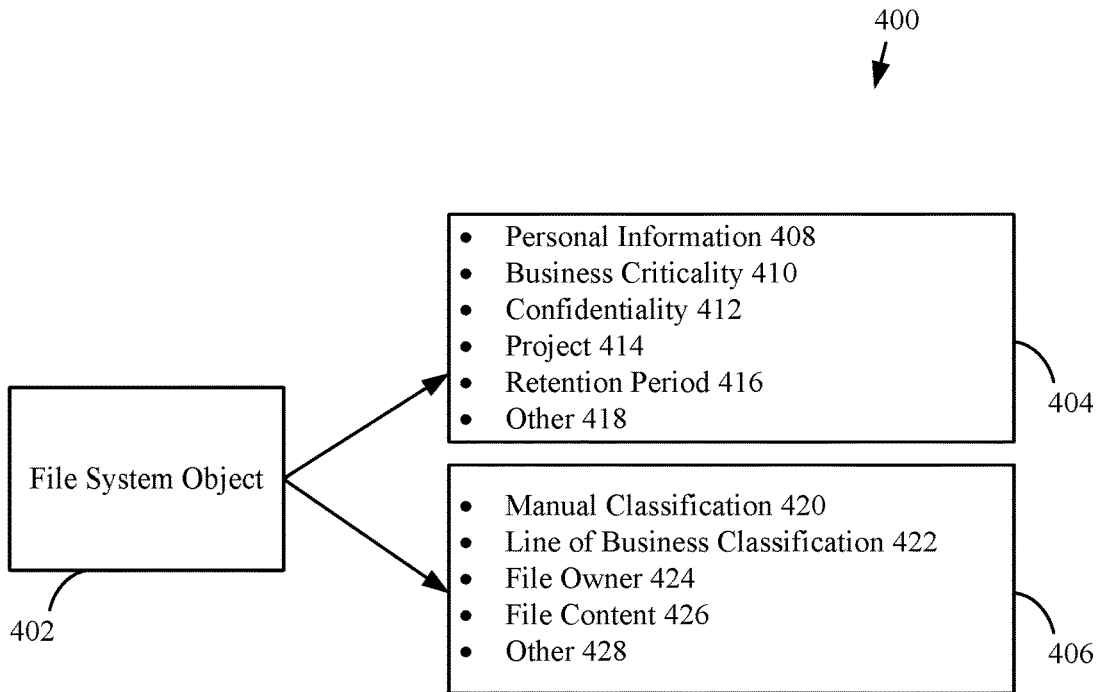 400
• Personal Information 408
• Business Criticality 410
• Confidentiality 412
• Project 414
• Retention Period 416
• Other 418
404
File System Object
402
• Manual Classification 420
• Line of Business Classification 422
• File Owner 424
• File Content 426
• Other 428
406